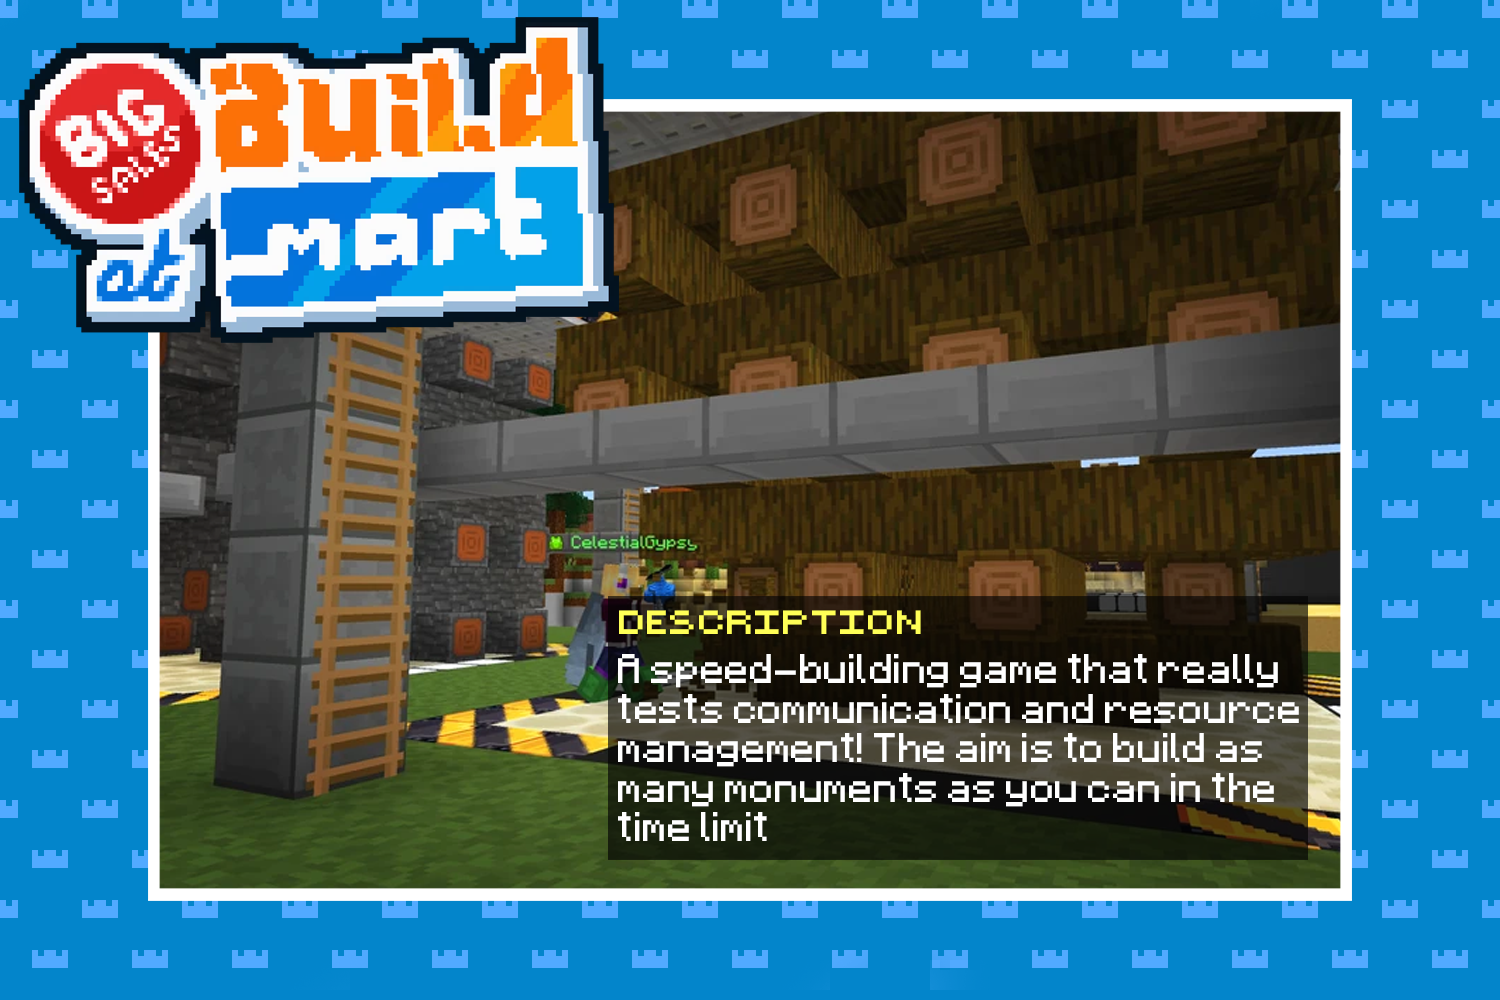 BIG
SALES
at
Build
mart
CelestialGypsy
DESCRIPTION
A speed-building game that really
tests communication and resource
management! The aim is to build as
many monuments as you can in the
time limit